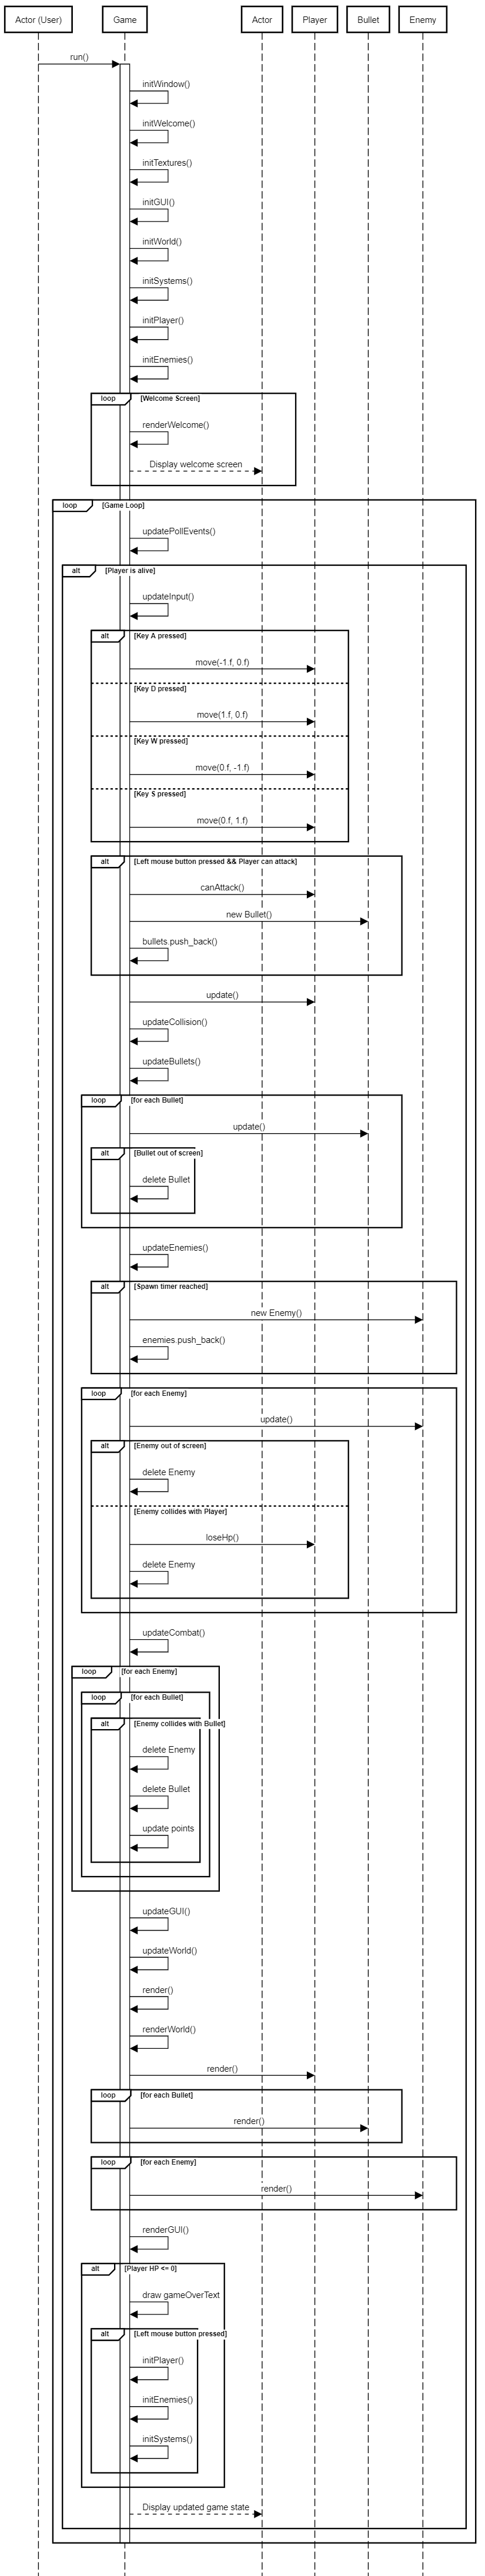 Actor (User) Game Actor Player Bullet Enemy
run()
initWindow()
initWelcome()
initTextures()
initGUI()
initWorld()
initSystems()
initPlayer()
initEnemies()
loop [Welcome Screen]
renderWelcome()
Display welcome screen
loop [Game Loop]
updatePollEvents()
alt [Player is alive]
updateInput()
alt [Key A pressed]
move(-1.f, 0.f)
[Key D pressed]
move(1.f, 0.f)
[Key W pressed]
move(0.f, -1.f)
[Key S pressed]
move(0.f, 1.f)
alt [Left mouse button pressed && Player can attack]
canAttack()
new Bullet()
bullets.push_back()
update()
updateCollision()
updateBullets()
loop [for each Bullet]
update()
alt [Bullet out of screen]
delete Bullet
updateEnemies()
alt [Spawn timer reached]
new Enemy()
enemies.push_back()
loop [for each Enemy]
update()
alt [Enemy out of screen]
delete Enemy
[Enemy collides with Player]
loseHp()
delete Enemy
updateCombat()
loop [for each Enemy]
loop [for each Bullet]
alt [Enemy collides with Bullet]
delete Enemy
delete Bullet
update points
updateGUI()
updateWorld()
render()
renderWorld()
render()
loop [for each Bullet]
render()
loop [for each Enemy]
render()
renderGUI()
alt [Player HP <= 0]
draw gameOverText
alt [Left mouse button pressed]
initPlayer()
initEnemies()
initSystems()
Display updated game state